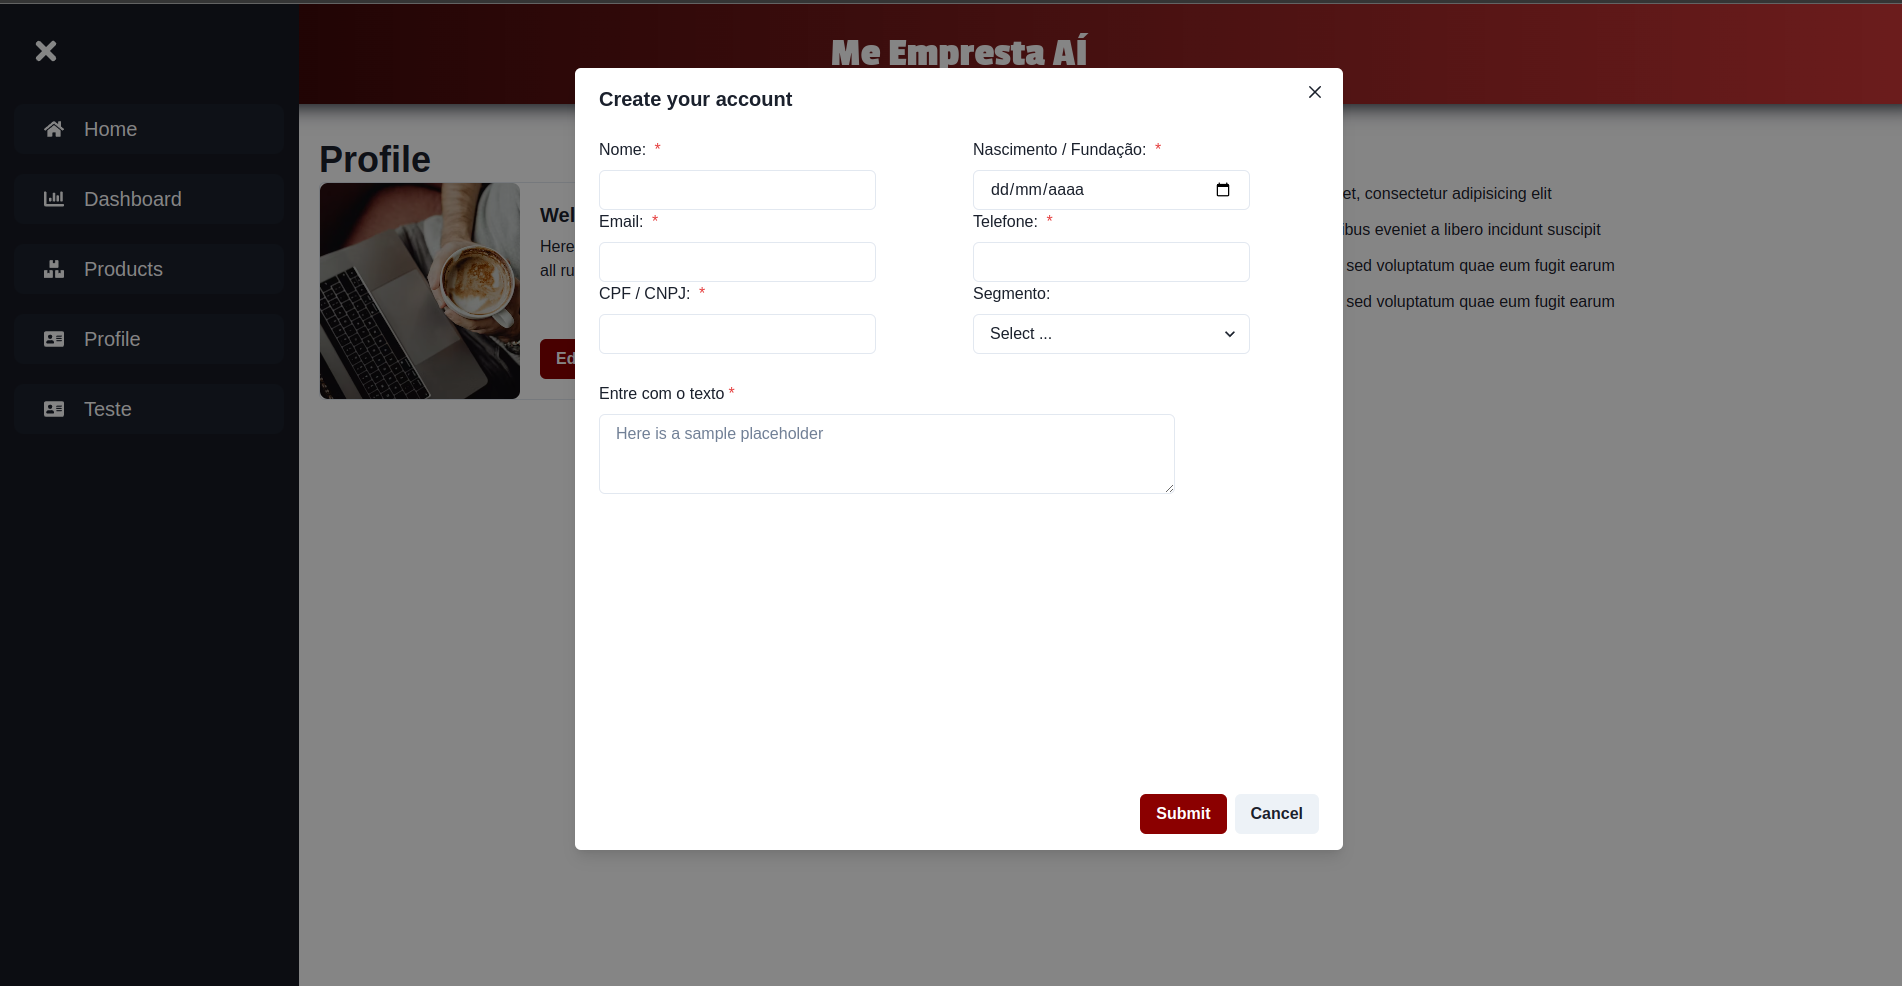 Me Empresta AÍ
Home
Dashboard
Products
Profile
Teste
Profile
Wel
Here
all ru
Ed
et, consectetur adipisicing elit
ibus eveniet a libero incidunt suscipit
sed voluptatum quae eum fugit earum
sed voluptatum quae eum fugit earum
Create your account
Nome: *
Nascimento / Fundação: *
dd/mm/aaaa
Email: *
Telefone: *
CPF / CNPJ: *
Segmento:
Select ...
Entre com o texto *
Here is a sample placeholder
Submit
Cancel